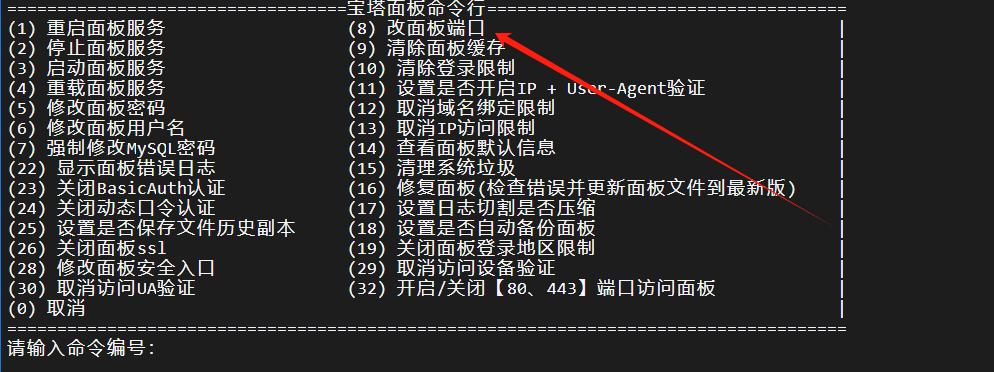 ==================================宝塔面板命令行====================================
(1) 重启面板服务 (8) 改面板端口 |
(2) 停止面板服务 (9) 清除面板缓存 |
(3) 启动面板服务 (10) 清除登录限制 |
(4) 重载面板服务 (11) 设置是否开启IP + User-Agent验证 |
(5) 修改面板密码 (12) 取消域名绑定限制 |
(6) 修改面板用户名 (13) 取消IP访问限制 |
(7) 强制修改MySQL密码 (14) 查看面板默认信息 |
(22) 显示面板错误日志 (15) 清理系统垃圾 |
(23) 关闭BasicAuth认证 (16) 修复面板(检查错误并更新面板文件到最新版) |
(24) 关闭动态口令认证 (17) 设置日志切割是否压缩 |
(25) 设置是否保存文件历史副本 (18) 设置是否自动备份面板 |
(26) 关闭面板ssl (19) 关闭面板登录地区限制 |
(28) 修改面板安全入口 (29) 取消访问设备验证 |
(30) 取消访问UA验证 (32) 开启/关闭【80、443】端口访问面板 |
(0) 取消 |
====================================================================================
请输入命令编号: